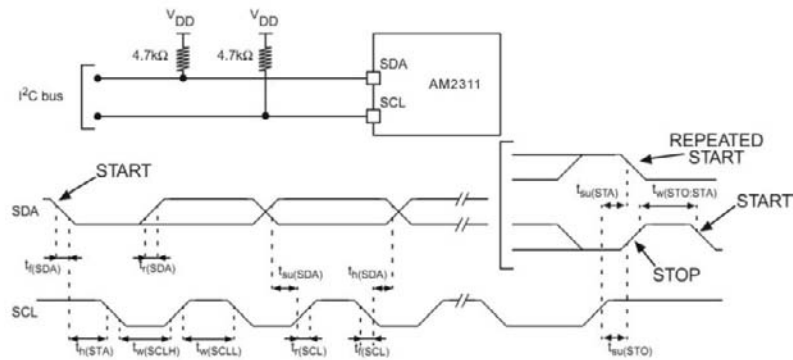 V DD
V DD
4.7kΩ
4.7kΩ
SDA
SCL
AM2311
I²C bus
START
REPEATED
START
tsu(STA)
tw(STO:STA)
START
SDA
tf(SDA)
tr(SDA)
tsu(SDA)
th(SDA)
STOP
SCL
th(STA)
tw(SCLH)
tw(SCLL)
tr(SCL)
tf(SCL)
tsu(STO)